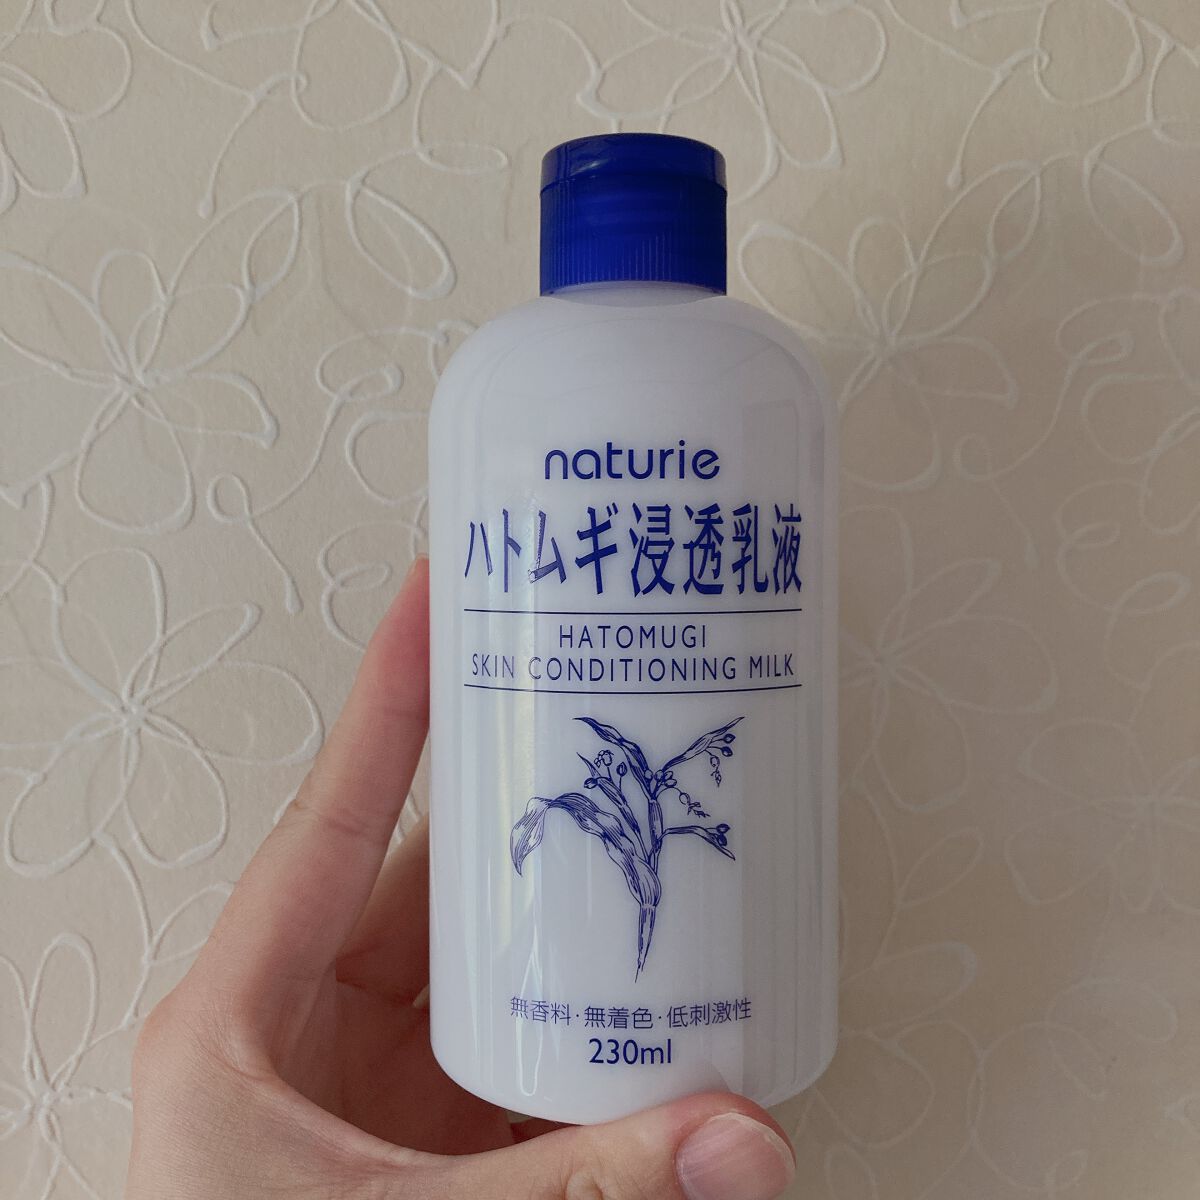 naturie
ハトムギ浸透乳液
HATOMUGI
SKIN CONDITIONING MILK
無香料・無着色・低刺激性
230ml